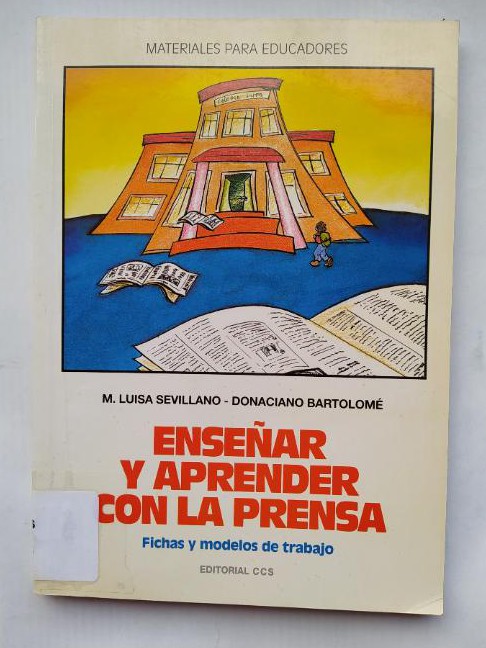 MATERIALES PARA EDUCADORES
M. LUISA SEVILLANO - DONACIANO BARTOLOMÉ
ENSEÑAR
Y APRENDER
CON LA PRENSA
Fichas y modelos de trabajo
EDITORIAL CCS